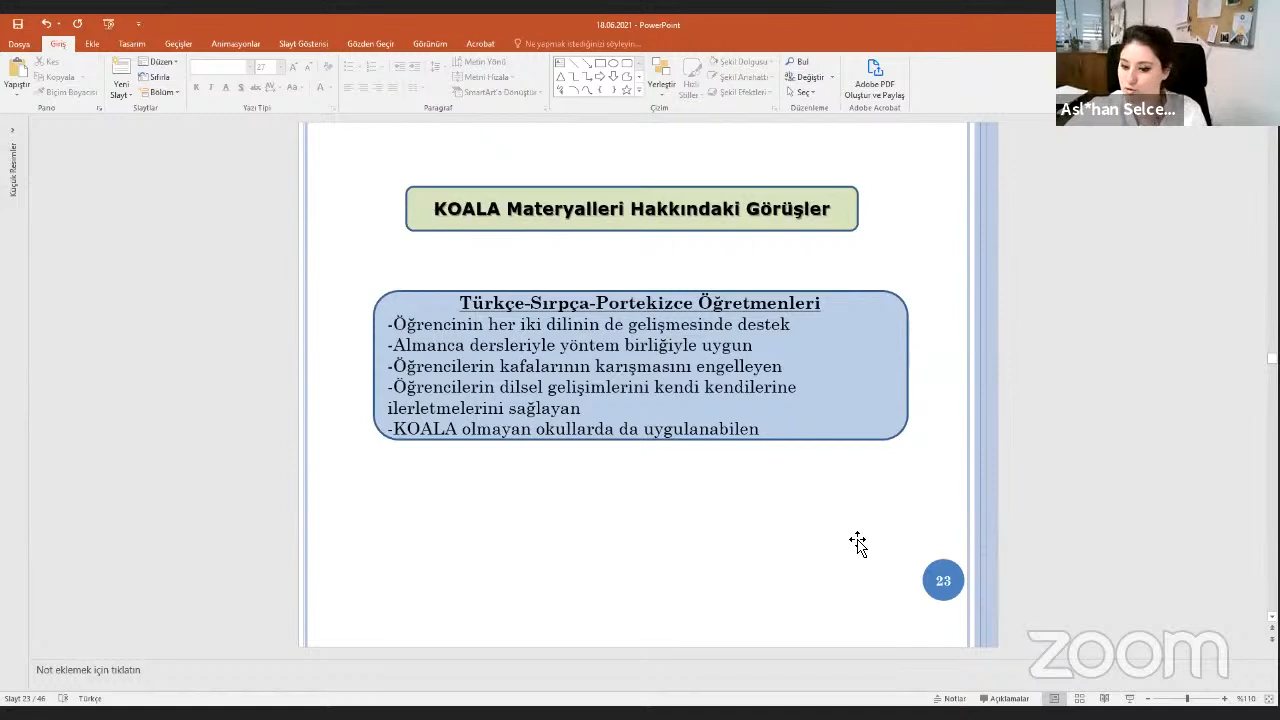 18.06.2021 - PowerPoint
Dosya Giriş Ekle Tasarım Geçişler Animasyonlar Slayt Gösterisi Gözden Geçir Görünüm Acrobat Ne yapmak istediğinizi söyleyin...
Yapıştır
Kes
Kopyala
Biçim Boyacısı
Pano
Yeni Slayt
Düzen
Sıfırla
Bölüm
Slaytlar
27
Yazı Tipi
Metin Yönü
Metni Hizala
SmartArt'a Dönüştür
Paragraf
Yerleştir
Hızlı Stiller
Şekil Dolgusu
Şekil Anahattı
Şekil Efektleri
Çizim
Bul
Değiştir
Seç
Düzenleme
Adobe PDF
Oluştur ve Paylaş
Adobe Acrobat
Asl*han Selce...
Küçük Resimler
KOALA Materyalleri Hakkındaki Görüşler
Türkçe-Sırpça-Portekizce Öğretmenleri
-Öğrencinin her iki dilinin de gelişmesinde destek
-Almanca dersleriyle yöntem birliğiyle uygun
-Öğrencilerin kafalarının karışmasını engelleyen
-Öğrencilerin dilsel gelişimlerini kendi kendilerine
ilerletmelerini sağlayan
-KOALA olmayan okullarda da uygulanabilen
23
zoom
Not eklemek için tıklatın
Slayt 23 / 46 Türkçe Notlar Açıklamalar %110